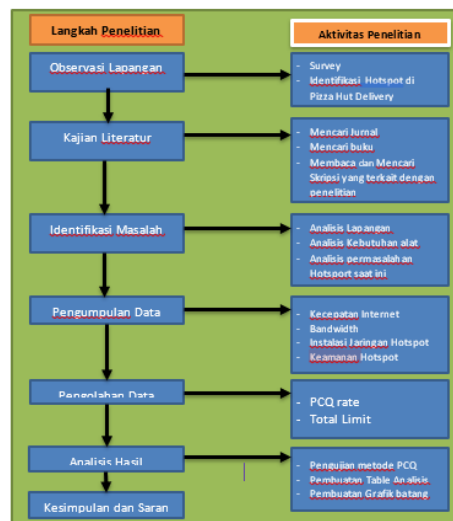 Langkah Penelitian
Aktivitas Penelitian
Observasi Lapangan
- Survey
- Identifikasi Hotspot di
Pizza Hut Delivery
Kajian Literatur
- Mencari Jurnal
- Mencari buku
- Membaca dan Mencari
Skripsi yang terkait dengan
penelitian
Identifikasi Masalah
- Analisis Lapangan
- Analisis Kebutuhan alat
- Analisis permasalahan
Hotsport saat ini
Pengumpulan Data
- Kecepatan Internet
- Bandwidth
- Instalasi Jaringan Hotspot
- Keamanan Hotspot
Pengolahan Data
- PCQ rate
- Total Limit
Analisis Hasil
- Pengujian metode PCQ
- Pembuatan Table Analisis
- Pembuatan Grafik batang
Kesimpulan dan Saran